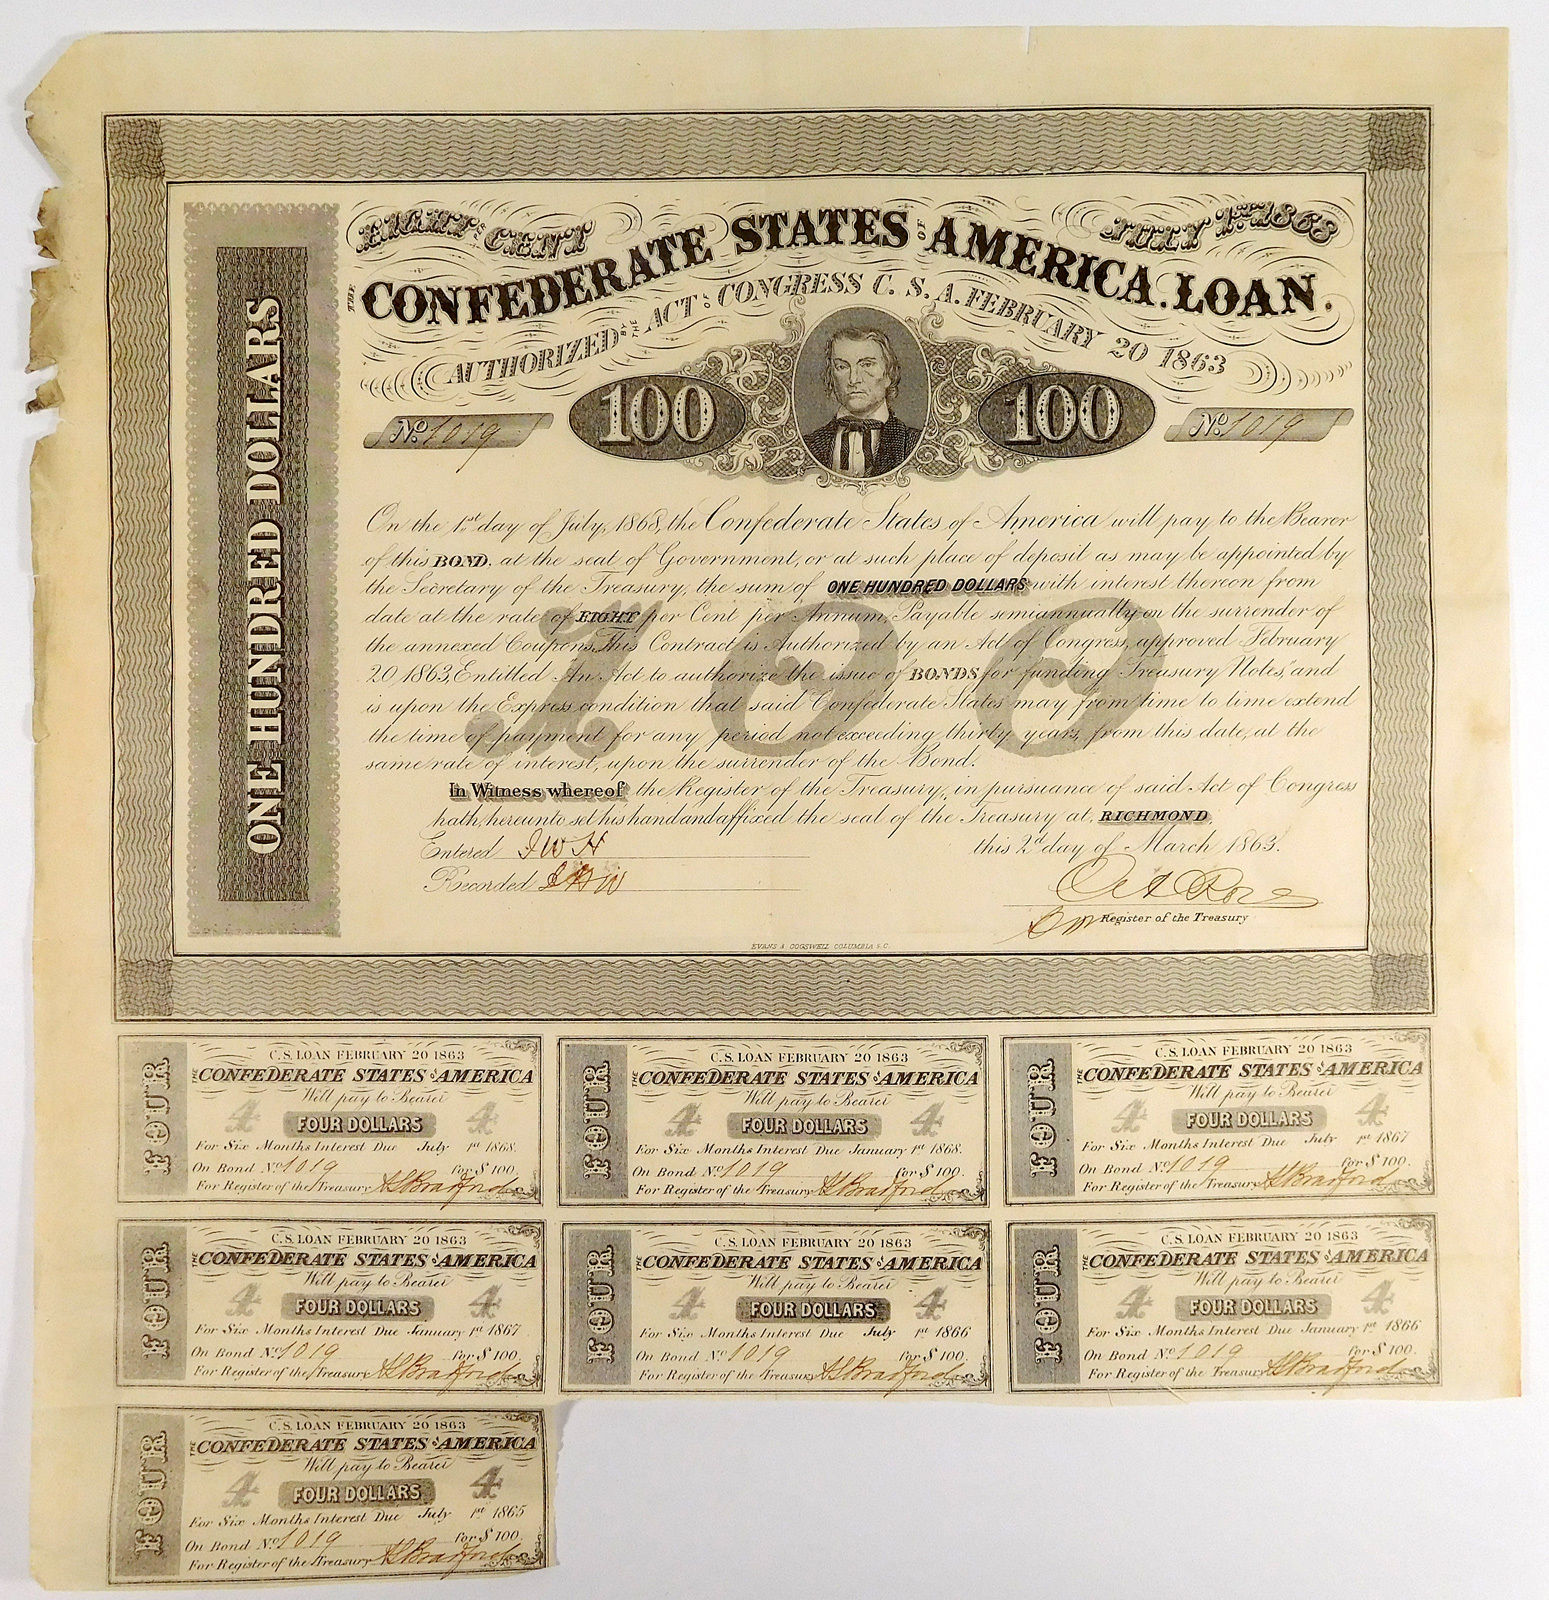 EIGHT PR CENT
JULY 1ST 1868
THE CONFEDERATE STATES OF AMERICA. LOAN.
AUTHORIZED BY THE ACT OF CONGRESS C. S. A. FEBRUARY 20 1863
ONE HUNDRED DOLLARS
100 100
No. 1019 No. 1019
On the 1st day of July, 1868, the Confederate States of America will pay to the Bearer
of this BOND, at the seat of Government, or at such place of deposit as may be appointed by
the Secretary of the Treasury, the sum of ONE HUNDRED DOLLARS with interest thereon from
date at the rate of EIGHT per Cent per Annum, Payable semiannually on the surrender of
the annexed Coupons. This Contract is Authorized by an Act of Congress, approved February
20 1863, Entitled "An Act to authorize the issue of BONDS for funding Treasury Notes," and
is upon the Express condition that said Confederate States may from time to time extend
the time of payment for any period not exceeding thirty years, from this date, at the
same rate of interest, upon the surrender of the Bond.
100
In Witness whereof the Register of the Treasury, in pursuance of said Act of Congress
hath, hereunto set his hand and affixed the seal of the Treasury at, RICHMOND,
this 2d day of March 1863.
Entered J W H
Recorded
Register of the Treasury
EVANS & COGSWELL COLUMBIA S.C.
FOUR
C.S. LOAN FEBRUARY 20 1863
THE CONFEDERATE STATES OF AMERICA
Will pay to Bearer
4 FOUR DOLLARS 4
For Six Months Interest Due July 1st 1868.
On Bond No. 1019 for $ 100.
For Register of the Treasury A S Bradford
FOUR
C.S. LOAN FEBRUARY 20 1863
THE CONFEDERATE STATES OF AMERICA
Will pay to Bearer
4 FOUR DOLLARS 4
For Six Months Interest Due January 1st 1868.
On Bond No. 1019 for $ 100.
For Register of the Treasury A S Bradford
FOUR
C.S. LOAN FEBRUARY 20 1863
THE CONFEDERATE STATES OF AMERICA
Will pay to Bearer
4 FOUR DOLLARS 4
For Six Months Interest Due July 1st 1867
On Bond No. 1019 for $ 100.
For Register of the Treasury A S Bradford
FOUR
C.S. LOAN FEBRUARY 20 1863
THE CONFEDERATE STATES OF AMERICA
Will pay to Bearer
4 FOUR DOLLARS 4
For Six Months Interest Due January 1st 1867
On Bond No. 1019 for $ 100.
For Register of the Treasury A S Bradford
FOUR
C.S. LOAN FEBRUARY 20 1863
THE CONFEDERATE STATES OF AMERICA
Will pay to Bearer
4 FOUR DOLLARS 4
For Six Months Interest Due July 1st 1866
On Bond No. 1019 for $ 100.
For Register of the Treasury A S Bradford
FOUR
C.S. LOAN FEBRUARY 20 1863
THE CONFEDERATE STATES OF AMERICA
Will pay to Bearer
4 FOUR DOLLARS 4
For Six Months Interest Due January 1st 1866
On Bond No. 1019 for $ 100.
For Register of the Treasury A S Bradford
FOUR
C.S. LOAN FEBRUARY 20 1863
THE CONFEDERATE STATES OF AMERICA
Will pay to Bearer
4 FOUR DOLLARS 4
For Six Months Interest Due July 1st 1865
On Bond No. 1019 for $ 100.
For Register of the Treasury A S Bradford